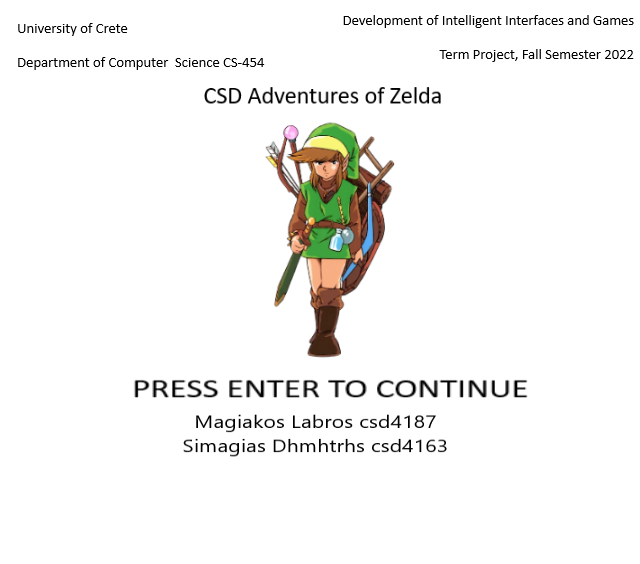 University of Crete
Development of Intelligent Interfaces and Games
Department of Computer Science CS-454
Term Project, Fall Semester 2022
CSD Adventures of Zelda
PRESS ENTER TO CONTINUE
Magiakos Labros csd4187
Simagias Dhmhtrhs csd4163